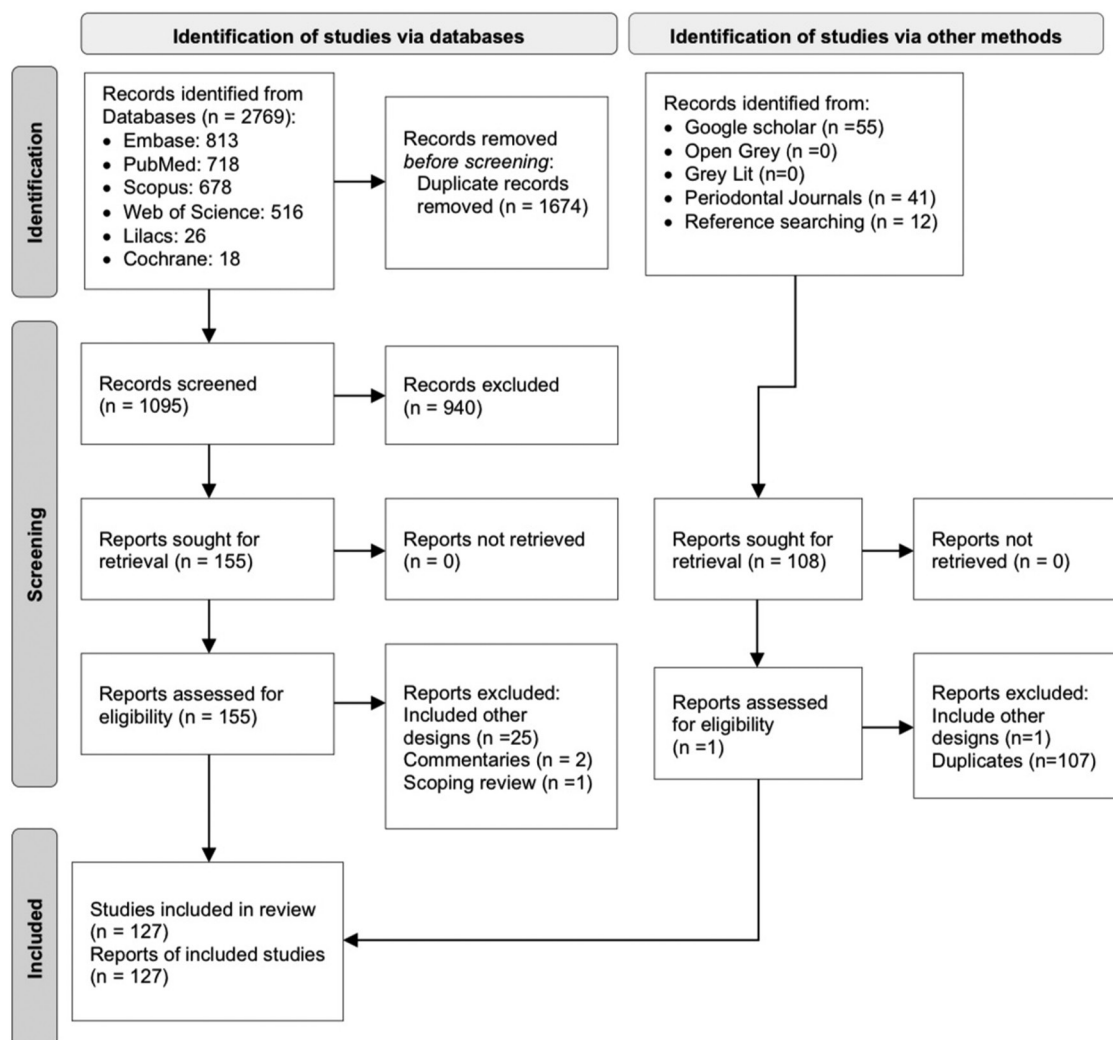 Identification of studies via databases
Identification of studies via other methods
Identification
Records identified from
Databases (n = 2769):
• Embase: 813
• PubMed: 718
• Scopus: 678
• Web of Science: 516
• Lilacs: 26
• Cochrane: 18
Records removed
before screening:
Duplicate records
removed (n = 1674)
Records identified from:
• Google scholar (n =55)
• Open Grey (n =0)
• Grey Lit (n=0)
• Periodontal Journals (n = 41)
• Reference searching (n = 12)
Screening
Records screened
(n = 1095)
Records excluded
(n = 940)
Reports sought for
retrieval (n = 155)
Reports not retrieved
(n = 0)
Reports sought for
retrieval (n = 108)
Reports not
retrieved (n = 0)
Reports assessed for
eligibility (n = 155)
Reports excluded:
Included other
designs (n =25)
Commentaries (n = 2)
Scoping review (n =1)
Reports assessed
for eligibility
(n =1)
Reports excluded:
Include other
designs (n=1)
Duplicates (n=107)
Included
Studies included in review
(n = 127)
Reports of included studies
(n = 127)